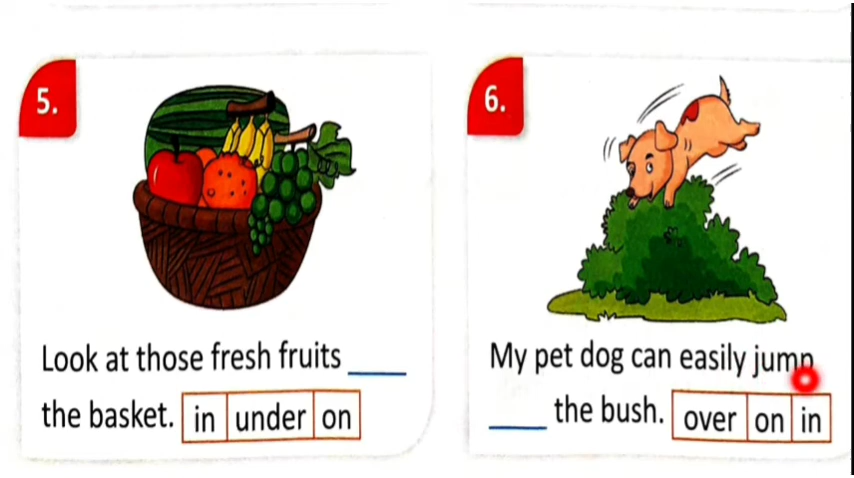 5.
Look at those fresh fruits ____
the basket. in under on
6.
My pet dog can easily jump
____ the bush. over on in